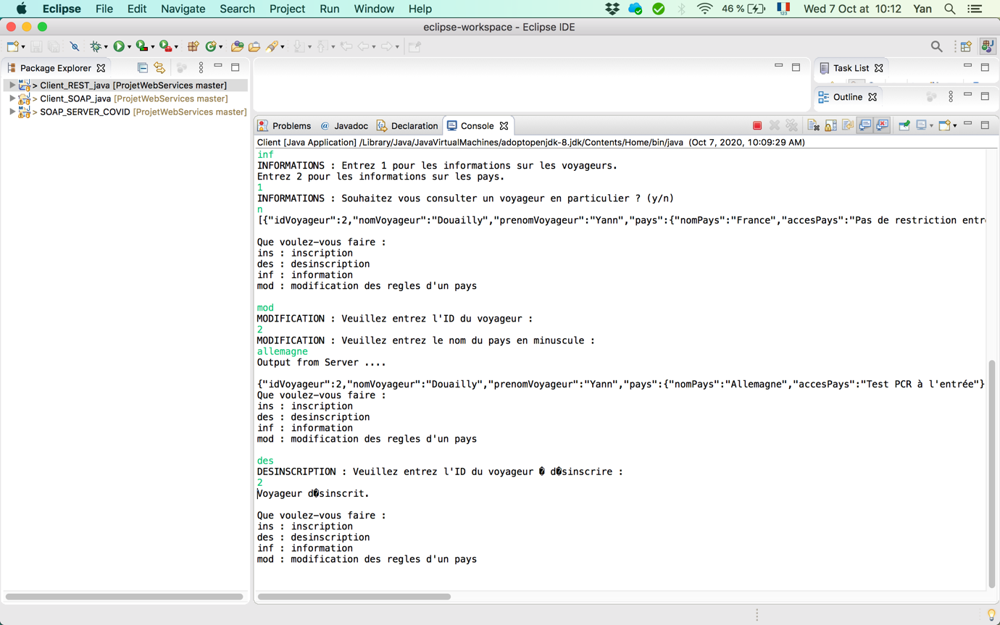 Eclipse File Edit Navigate Search Project Run Window Help 46 % 123 Wed 7 Oct at 10:12 Yan
eclipse-workspace - Eclipse IDE
Package Explorer
> Client_REST_java [ProjetWebServices master]
> Client_SOAP_java [ProjetWebServices master]
> SOAP_SERVER_COVID [ProjetWebServices master]
Task List
Outline
Problems @ Javadoc Declaration Console
Client [Java Application] /Library/Java/JavaVirtualMachines/adoptopenjdk-8.jdk/Contents/Home/bin/java (Oct 7, 2020, 10:09:29 AM)
inf
INFORMATIONS : Entrez 1 pour les informations sur les voyageurs.
Entrez 2 pour les informations sur les pays.
1
INFORMATIONS : Souhaitez vous consulter un voyageur en particulier ? (y/n)
n
[{"idVoyageur":2,"nomVoyageur":"Douailly","prenomVoyageur":"Yann","pays":{"nomPays":"France","accesPays":"Pas de restriction entr
Que voulez-vous faire :
ins : inscription
des : desinscription
inf : information
mod : modification des regles d'un pays
mod
MODIFICATION : Veuillez entrez l'ID du voyageur :
2
MODIFICATION : Veuillez entrez le nom du pays en minuscule :
allemagne
Output from Server ....
{"idVoyageur":2,"nomVoyageur":"Douailly","prenomVoyageur":"Yann","pays":{"nomPays":"Allemagne","accesPays":"Test PCR à l'entrée"}
Que voulez-vous faire :
ins : inscription
des : desinscription
inf : information
mod : modification des regles d'un pays
des
DESINSCRIPTION : Veuillez entrez l'ID du voyageur � d�sinscrire :
2
Voyageur d�sinscrit.
Que voulez-vous faire :
ins : inscription
des : desinscription
inf : information
mod : modification des regles d'un pays